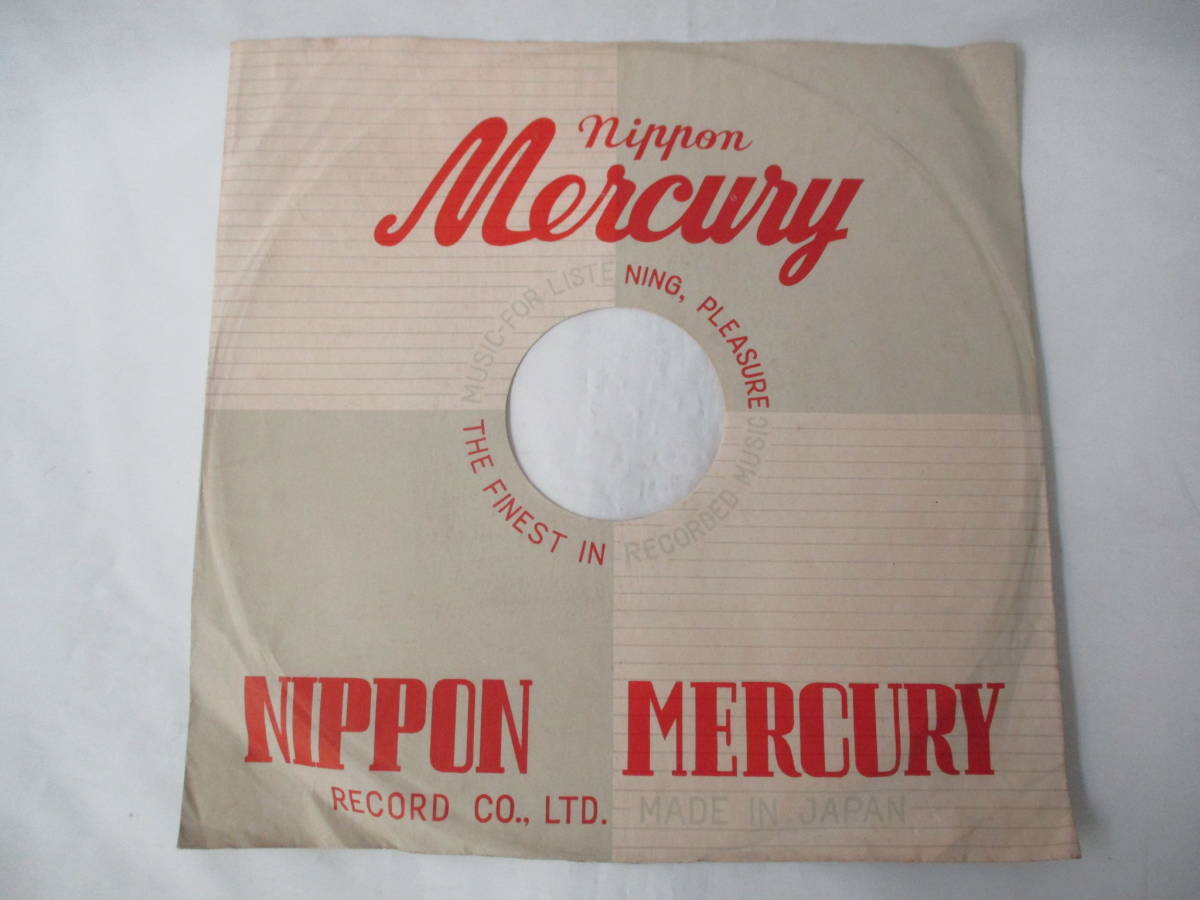 nippon
Mercury
MUSIC-FOR LISTENING, PLEASURE
THE FINEST IN RECORDED MUSIC
NIPPON MERCURY
RECORD CO., LTD. - MADE IN JAPAN